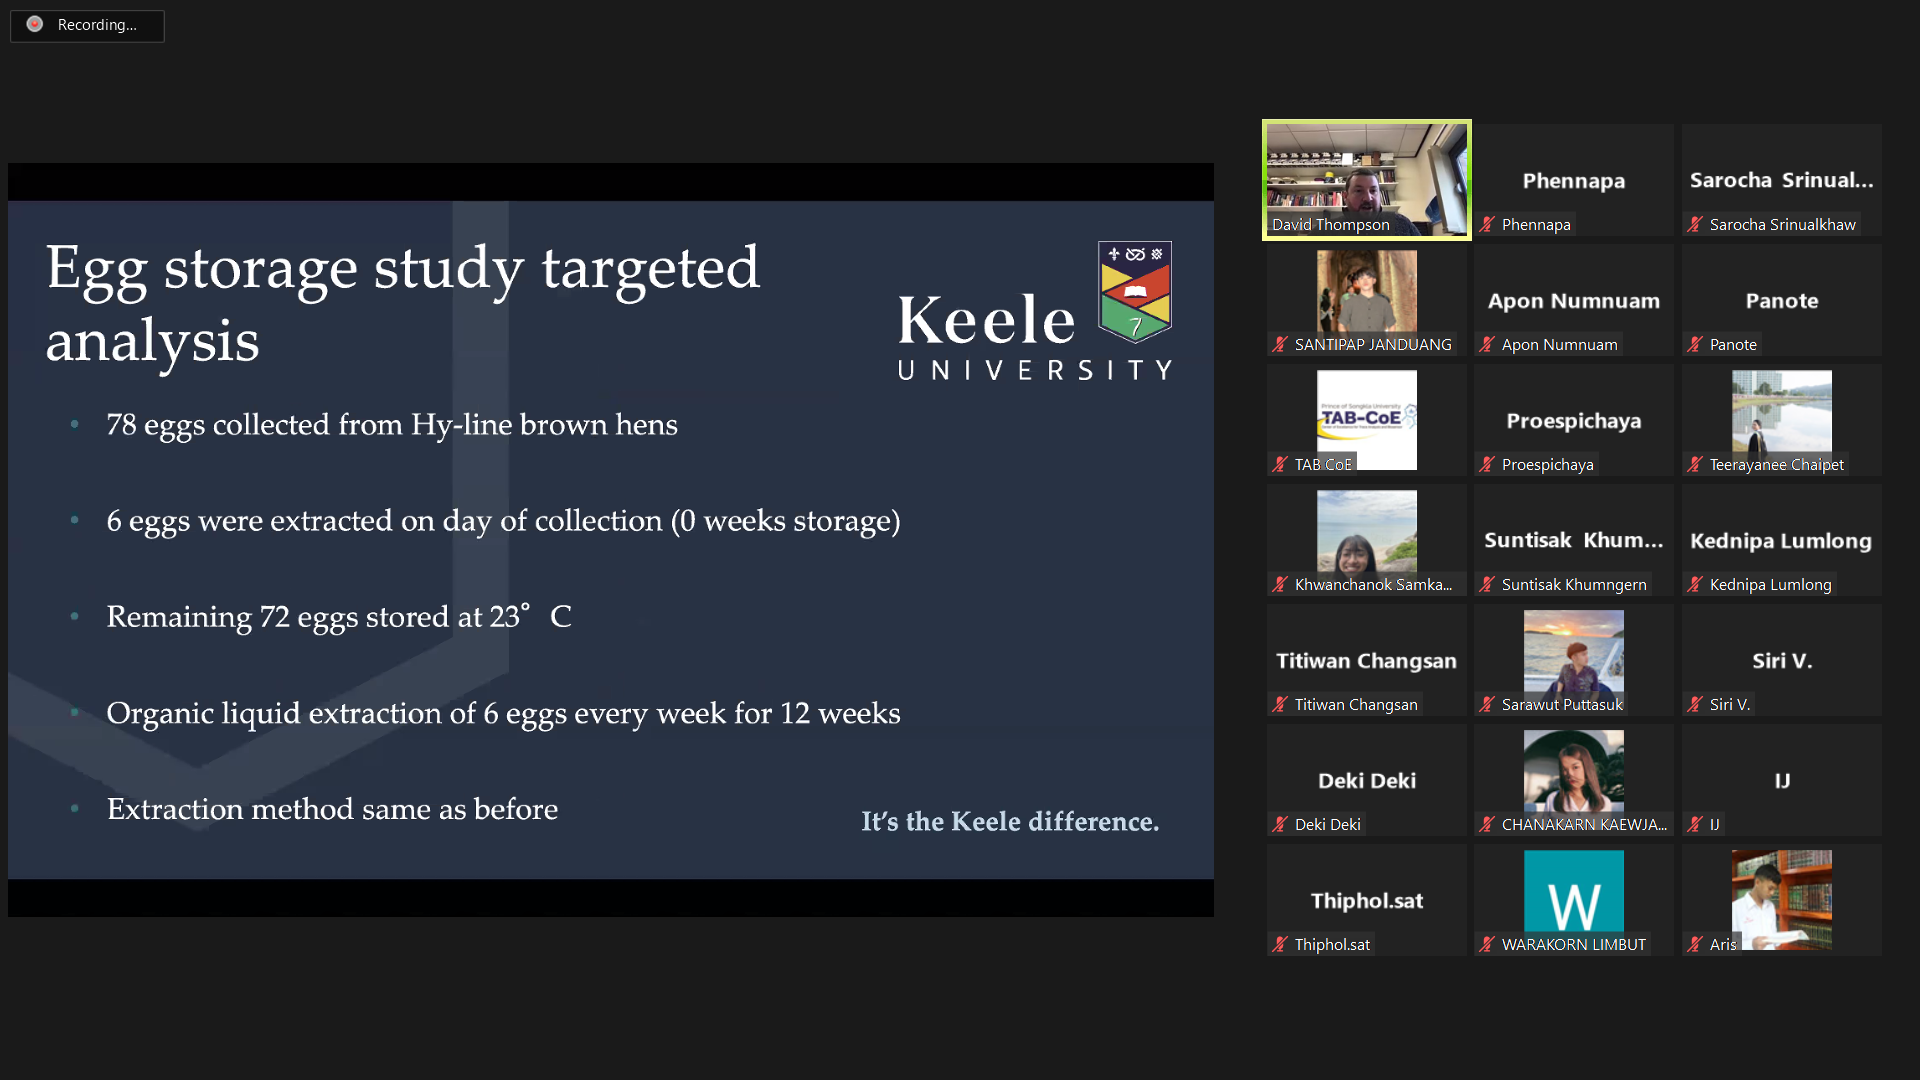 Recording...
Egg storage study targeted
analysis
Keele
UNIVERSITY
• 78 eggs collected from Hy-line brown hens
• 6 eggs were extracted on day of collection (0 weeks storage)
• Remaining 72 eggs stored at 23° C
• Organic liquid extraction of 6 eggs every week for 12 weeks
• Extraction method same as before
It's the Keele difference.
David Thompson
Phennapa
Phennapa
Sarocha Srinual...
Sarocha Srinualkhaw
SANTIPAP JANDUANG
Apon Numnuam
Apon Numnuam
Panote
Panote
Prince of Songkla University
TAB-CoE
TAB CoE
Proespichaya
Proespichaya
Teerayanee Chaipet
Khwanchanok Samka...
Suntisak Khum...
Suntisak Khumngern
Kednipa Lumlong
Kednipa Lumlong
Titiwan Changsan
Titiwan Changsan
Sarawut Puttasuk
Siri V.
Siri V.
Deki Deki
Deki Deki
CHANAKARN KAEWJA...
IJ
IJ
Thiphol.sat
Thiphol.sat
W
WARAKORN LIMBUT
Aris